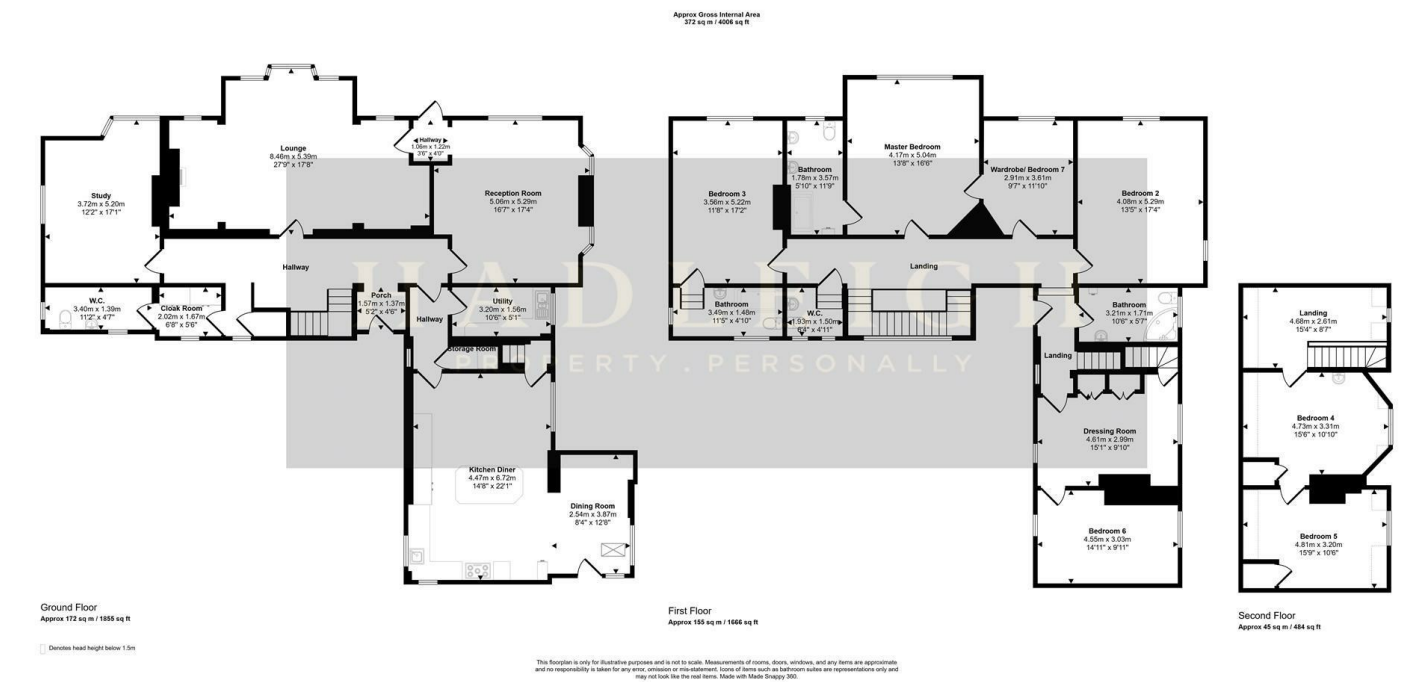 Approx Gross Internal Area
372 sq m / 4006 sq ft
Lounge
8.46m x 5.39m
27'9" x 17'8"
Hallway
1.06m x 1.22m
3'6" x 4'0"
Study
3.72m x 5.20m
12'2" x 17'1"
Reception Room
5.06m x 5.29m
16'7" x 17'4"
Hallway
W.C.
3.40m x 1.39m
11'2" x 4'7"
Cloak Room
2.02m x 1.67m
6'8" x 5'6"
Porch
1.57m x 1.37m
5'2" x 4'6"
Hallway
Utility
3.20m x 1.56m
10'6" x 5'1"
Storage Room
Kitchen Diner
4.47m x 6.72m
14'8" x 22'1"
Dining Room
2.54m x 3.87m
8'4" x 12'8"
Ground Floor
Approx 172 sq m / 1855 sq ft
Denotes head height below 1.5m
Bedroom 3
3.56m x 5.22m
11'8" x 17'2"
Bathroom
1.78m x 3.57m
5'10" x 11'9"
Master Bedroom
4.17m x 5.04m
13'8" x 16'6"
Wardrobe/ Bedroom 7
2.91m x 3.61m
9'7" x 11'10"
Bedroom 2
4.08m x 5.29m
13'5" x 17'4"
Landing
Bathroom
3.49m x 1.48m
11'5" x 4'10"
W.C.
1.93m x 1.50m
6'4" x 4'11"
Bathroom
3.21m x 1.71m
10'6" x 5'7"
Landing
Dressing Room
4.61m x 2.99m
15'1" x 9'10"
Bedroom 6
4.55m x 3.03m
14'11" x 9'11"
First Floor
Approx 155 sq m / 1666 sq ft
Landing
4.68m x 2.61m
15'4" x 8'7"
Bedroom 4
4.73m x 3.31m
15'6" x 10'10"
Bedroom 5
4.81m x 3.20m
15'9" x 10'6"
Second Floor
Approx 45 sq m / 484 sq ft
HADLEIGH
PROPERTY. PERSONALLY
This floorplan is only for illustrative purposes and is not to scale. Measurements of rooms, doors, windows, and any items are approximate
and no responsibility is taken for any error, omission or mis-statement. Icons of items such as bathroom suites are representations only and
may not look like the real items. Made with Made Snappy 360.